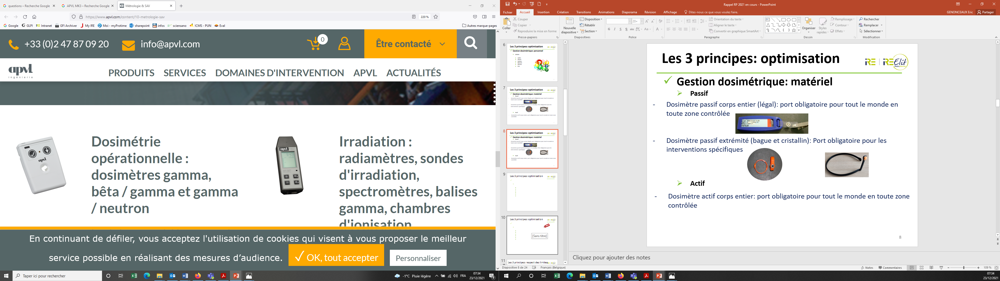 questions – Recherche Google
APVL MK3 – Recherche Google
Métrologie & SAV
https://www.apvl.com/content/10-metrologie-sav
220 %
Google
GLPI
Intranet
GFI Archiver
My IRE
Moi - myProtime
sharepoint
infos
sciensano
ICMS - PUN
Eval
Autres marque-pages
+33 (0)2 47 87 09 20
info@apvl.com
0
Être contacté
apvl
ingénierie
PRODUITS
SERVICES
DOMAINES D'INTERVENTION
APVL
ACTUALITÉS
Dosimétrie
opérationnelle :
dosimètres gamma,
bêta / gamma et gamma
/ neutron
Irradiation :
radiamètres, sondes
d'irradiation,
spectromètres, balises
gamma, chambres
d'ionisation
En continuant de défiler, vous acceptez l'utilisation de cookies qui visent à vous proposer le meilleur
service possible en réalisant des mesures d'audience.
OK, tout accepter
Personnaliser
Taper ici pour rechercher
-1°C Pluie légère
FRA
07:34
23/12/2021
Rappel RP 2021 en cours - PowerPoint
Fichier
Accueil
Insertion
Création
Transitions
Animations
Diaporama
Révision
Affichage
Dites-nous ce que vous voulez faire.
GENONCEAUX Eric
Partager
Coller
Couper
Copier
Reproduire la mise en forme
Presse-papiers
Nouvelle
diapositive
Disposition
Rétablir
Section
Diapositives
20+
Police
Orientation du texte
Aligner le texte
Convertir en graphique SmartArt
Paragraphe
Organiser
Styles
rapides
Remplissage
Contour
Effets
Dessin
Rechercher
Remplacer
Sélectionner
Modification
6
Les 3 principes: optimisation
Gestion dosimétrique: personnel
7
Les 3 principes: optimisation
Gestion dosimétrique: matériel
8
Les 3 principes: optimisation
Gestion dosimétrique: matériel
9
Les 3 principes: optimisation
10
Les 3 principes: optimisation
[Sans titre]
11
Les 3 principes: respect des limites
Les 3 principes: optimisation
iRE | iRE Elit
Radiopharma
Gestion dosimétrique: matériel
Passif
- Dosimètre passif corps entier (légal): port obligatoire pour tout le monde en
toute zone contrôlée
VISITEUR
- Dosimètre passif extrémité (bague et cristallin): Port obligatoire pour les
interventions spécifiques
Actif
- Dosimètre actif corps entier: port obligatoire pour tout le monde en toute zone
contrôlée
8
Cliquez pour ajouter des notes
Diapositive 8 de 24
Français (Belgique)
Notes
Commentaires
109 %
07:34
23/12/2021